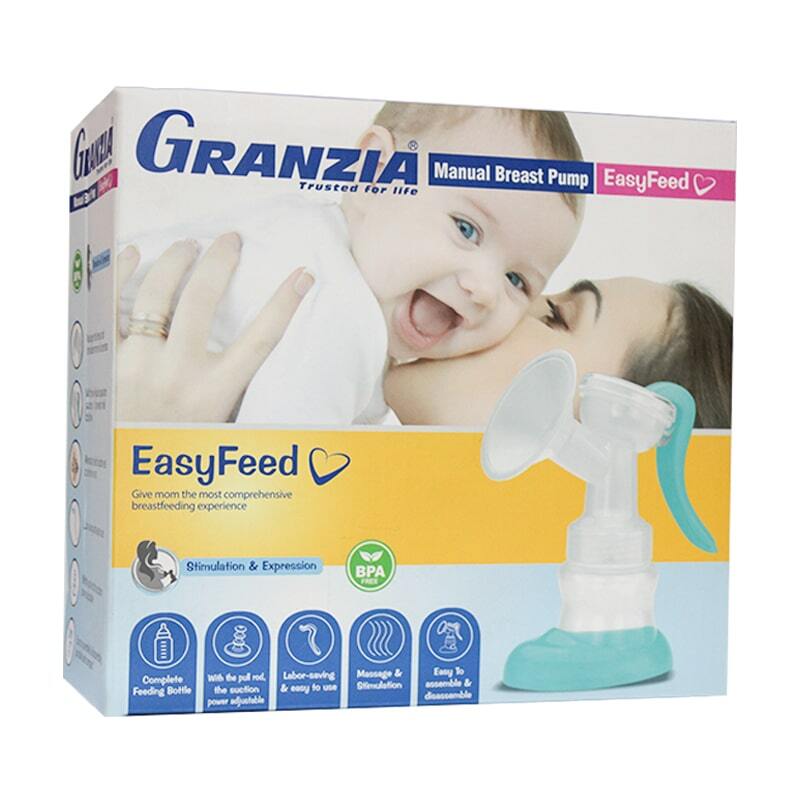 GRANZIA®
Trusted for life
Manual Breast Pump
EasyFeed
EasyFeed
Give mom the most comprehensive
breastfeeding experience
Stimulation & Expression
BPA
FREE
Complete
Feeding Bottle
With the pull rod,
the suction
power adjustable
Labor-saving
& easy to use
Massage &
Stimulation
Easy To
assemble &
disassemble
GRANZIA
Manual Breast Pump
EasyFeed
BPA